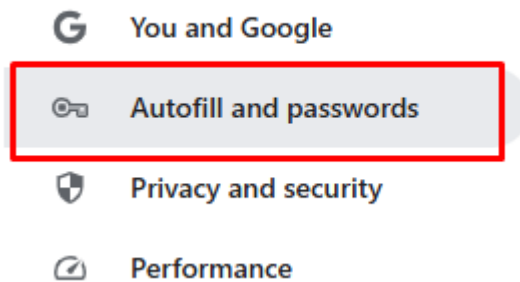 You and Google
Autofill and passwords
Privacy and security
Performance